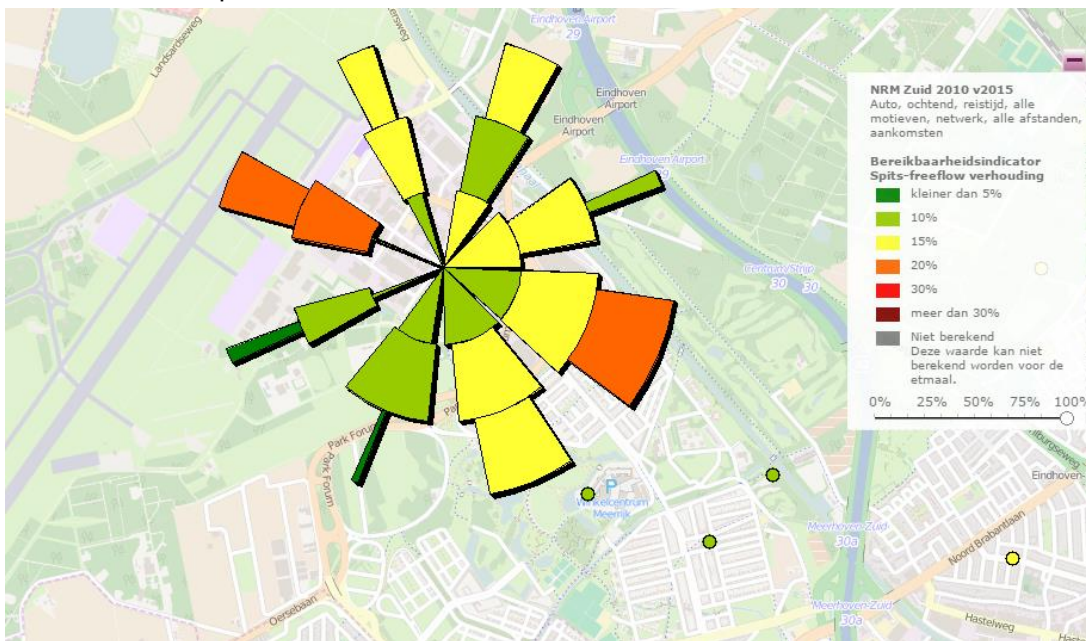 Landsardseweg
Eindhoven Airport
29
Eindhoven
Airport
Eindhoven
Airport
Eindhoven Airport
29
Centrum/Strijp
30 30
Park Forum
Park Forum
P
Winkelcentrum
Meerrijk
Oersebaan
Meerhoven-Zuid
30a
Noord Brabantlaan
Meerhoven-Zuid
30a
Hastelweg
Eindhoven-
NRM Zuid 2010 v2015
Auto, ochtend, reistijd, alle
motieven, netwerk, alle afstanden,
aankomsten
Bereikbaarheidsindicator
Spits-freeflow verhouding
kleiner dan 5%
10%
15%
20%
30%
meer dan 30%
Niet berekend
Deze waarde kan niet
berekend worden voor de
etmaal.
0% 25% 50% 75% 100%